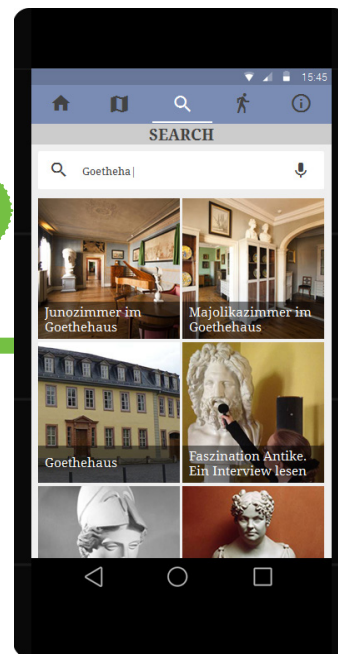 15:45
SEARCH
Goetheha
Junozimmer im
Goethehaus
Majolikazimmer im
Goethehaus
Goethehaus
Faszination Antike.
Ein Interview lesen